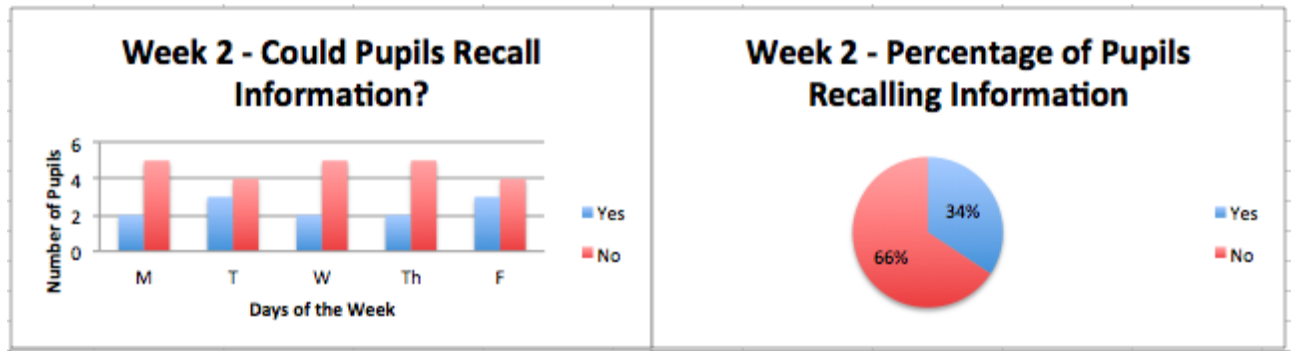 Week 2 - Could Pupils Recall
Information?
Number of Pupils
6
4
2
0
M T W Th F
Days of the Week
Yes
No
Week 2 - Percentage of Pupils
Recalling Information
34%
66%
Yes
No